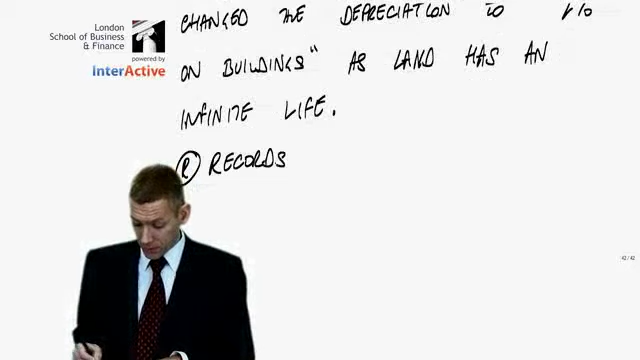 London
School of Business
& Finance
powered by
InterActive
CHANGED THE DEPRECIATION TO
ON BUILDINGS" AS LAND HAS AN
INFINITE LIFE.
(R) RECORDS
42 / 42